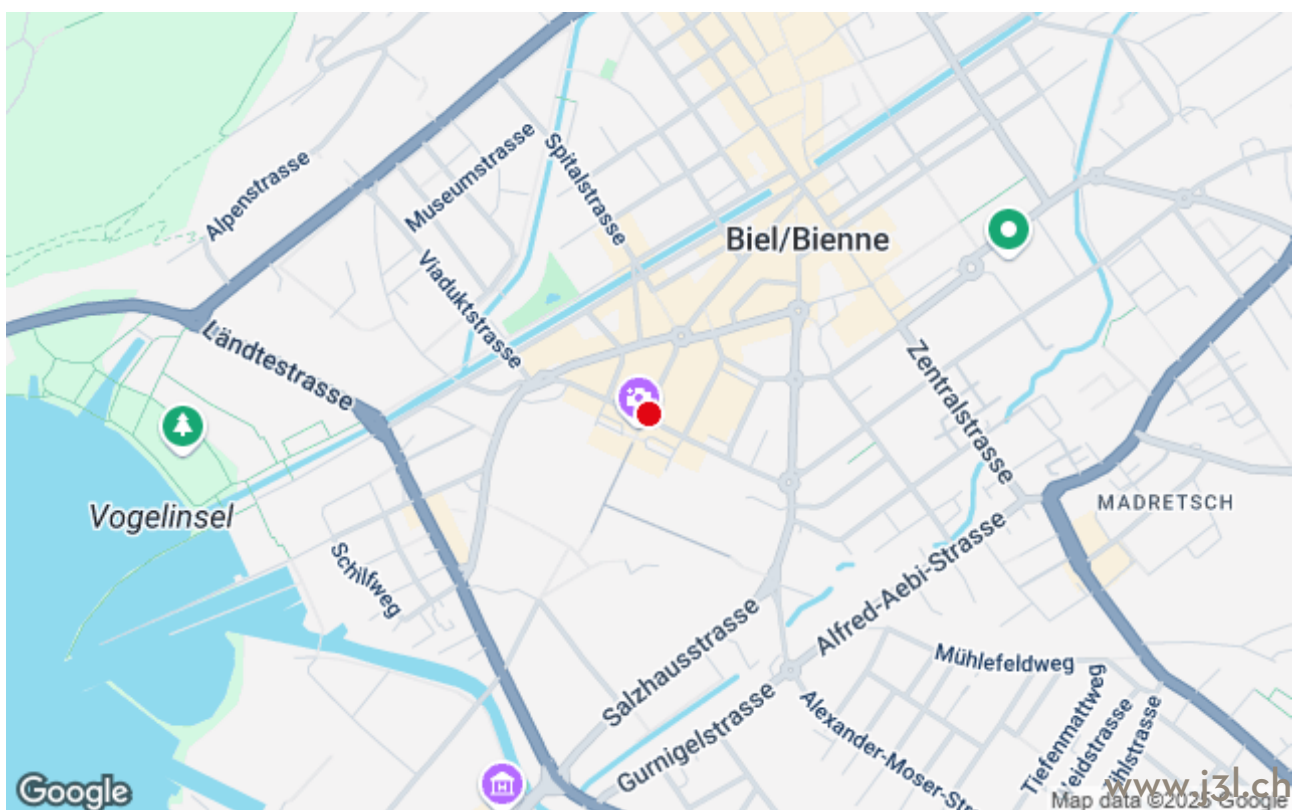 Alpenstrasse
Museumstrasse
Spitalstrasse
Viaduktstrasse
Biel/Bienne
Ländtestrasse
Zentralstrasse
Vogelinsel
MADRETSCH
Schilfweg
Alfred-Aebi-Strasse
Salzhausstrasse
Mühlefeldweg
Gurnigelstrasse
Alexander-Moser-St
Tiefenmattweg
www.j3l.ch
Google